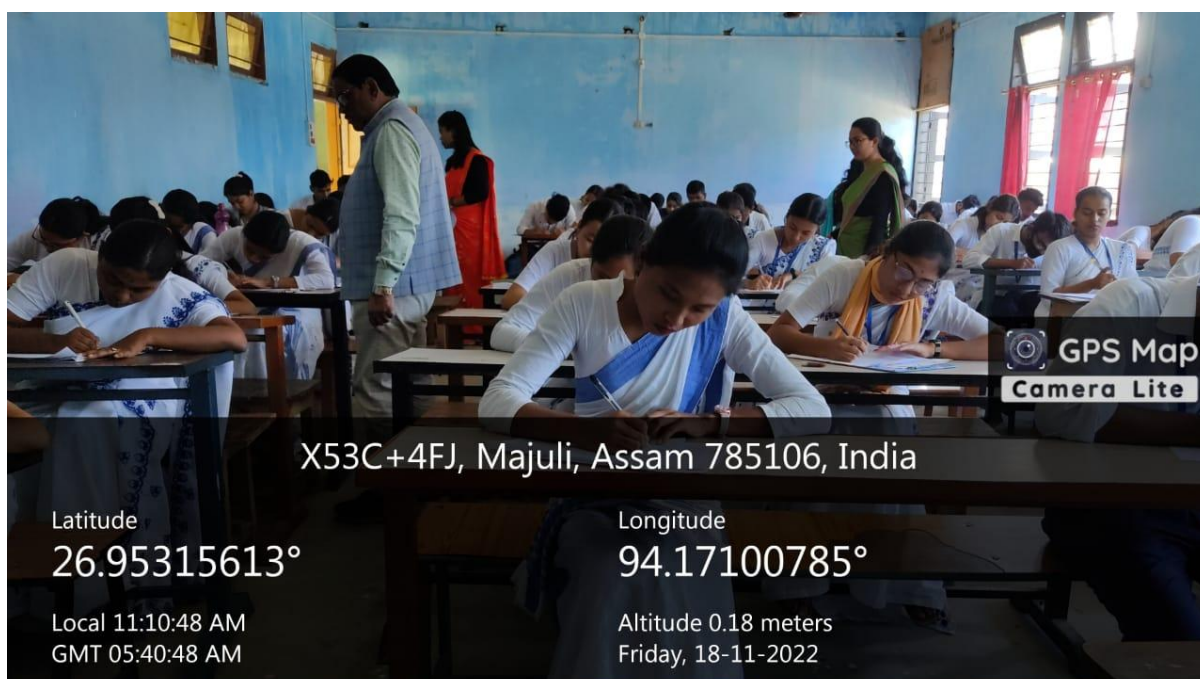 GPS Map
Camera Lite
X53C+4FJ, Majuli, Assam 785106, India
Latitude
26.95315613°
Longitude
94.17100785°
Local 11:10:48 AM
GMT 05:40:48 AM
Altitude 0.18 meters
Friday, 18-11-2022